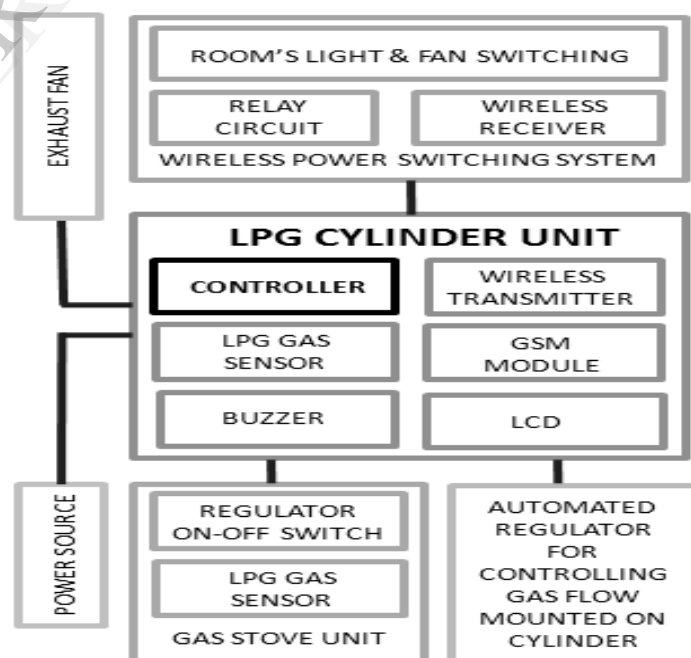 EXHAUST FAN
ROOM'S LIGHT & FAN SWITCHING
RELAY
CIRCUIT
WIRELESS
RECEIVER
WIRELESS POWER SWITCHING SYSTEM
LPG CYLINDER UNIT
CONTROLLER
WIRELESS
TRANSMITTER
LPG GAS
SENSOR
GSM
MODULE
BUZZER
LCD
POWER SOURCE
REGULATOR
ON-OFF SWITCH
LPG GAS
SENSOR
GAS STOVE UNIT
AUTOMATED
REGULATOR
FOR
CONTROLLING
GAS FLOW
MOUNTED ON
CYLINDER